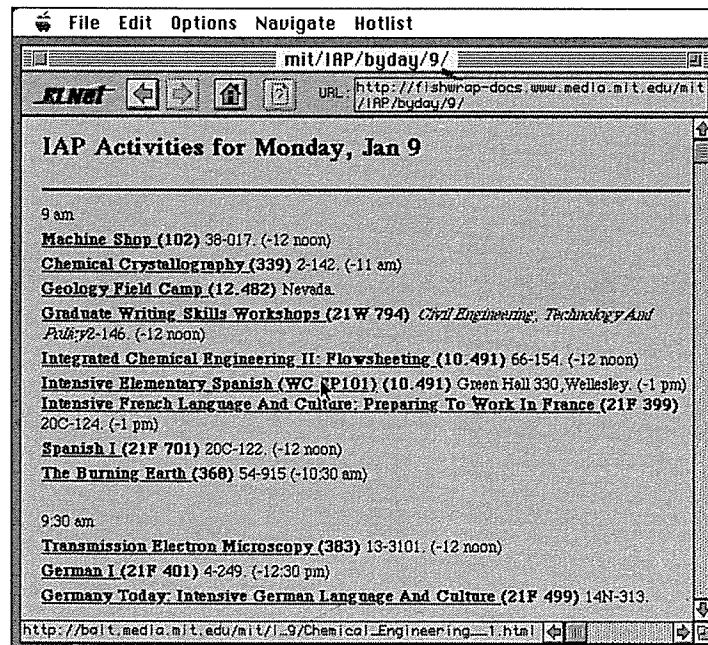 File Edit Options Navigate Hotlist
mit/IAP/byday/9/
EINet
URL: http://fishwrap-docs.www.media.mit.edu/mit
/IAP/byday/9/
IAP Activities for Monday, Jan 9
9 am
Machine Shop (102) 38-017. (-12 noon)
Chemical Crystallography (339) 2-142. (-11 am)
Geology Field Camp (12.482) Nevada.
Graduate Writing Skills Workshops (21W 794) Civil Engineering, Technology And
Policy2-146. (-12 noon)
Integrated Chemical Engineering II: Flowsheeting (10.491) 66-154. (-12 noon)
Intensive Elementary Spanish (WC SP101) (10.491) Green Hall 330,Wellesley. (-1 pm)
Intensive French Language And Culture: Preparing To Work In France (21F 399)
20C-124. (-1 pm)
Spanish I (21F 701) 20C-122. (-12 noon)
The Burning Earth (368) 54-915 (-10:30 am)
9:30 am
Transmission Electron Microscopy (383) 13-3101. (-12 noon)
German I (21F 401) 4-249. (-12:30 pm)
Germany Today: Intensive German Language And Culture (21F 499) 14N-313.
http://balt.media.mit.edu/mit/I_9/Chemical_Engineering__1.html